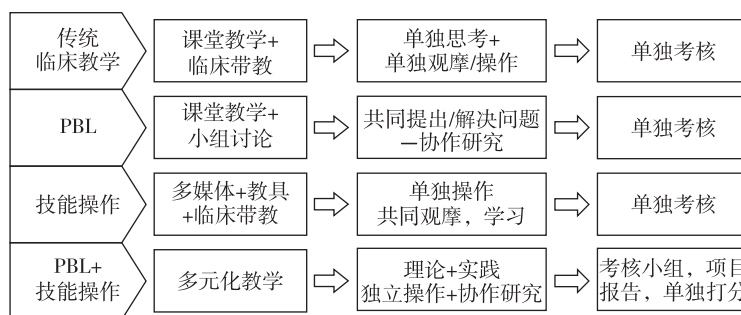 传统
临床教学
课堂教学+
临床带教
单独思考+
单独观摩/操作
单独考核
PBL
课堂教学+
小组讨论
共同提出/解决问题
—协作研究
单独考核
技能操作
多媒体+教具
+临床带教
单独操作
共同观摩，学习
单独考核
PBL+
技能操作
多元化教学
理论+实践
独立操作+协作研究
考核小组，项目
报告，单独打分